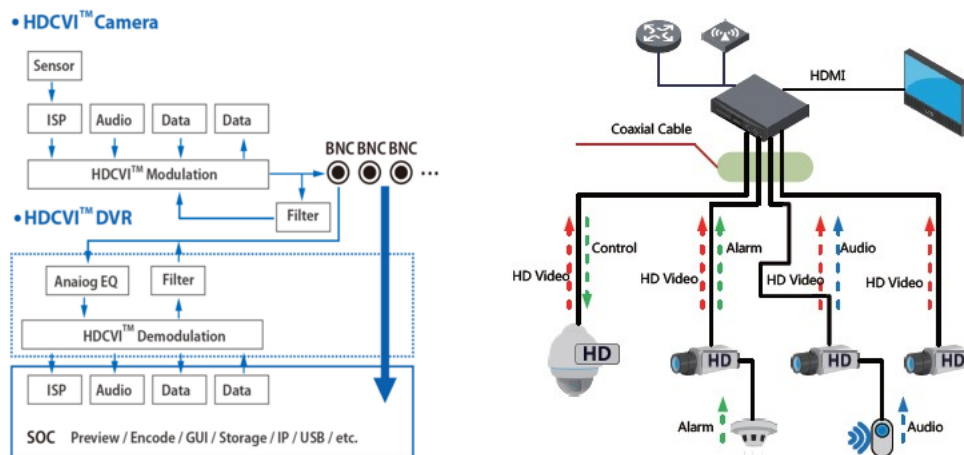 • HDCVI™ Camera
Sensor
ISP
Audio
Data
Data
BNC BNC BNC
HDCVI™ Modulation
...
Filter
• HDCVI™ DVR
Anaiog EQ
Filter
HDCVI™ Demodulation
ISP
Audio
Data
Data
SOC Preview / Encode / GUI / Storage / IP / USB / etc.
HDMI
Coaxial Cable
Control
HD Video
Alarm
HD Video
Audio
HD Video
HD Video
HD
HD
HD
HD
Alarm
Audio